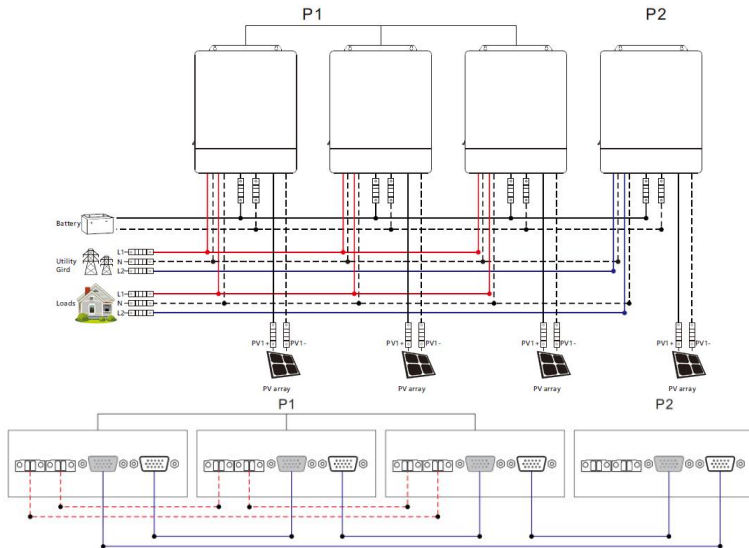 P1 P2
Battery
L1
Utility N
Gird L2
L1
Loads N
L2
PV1+ PV1- PV1+ PV1- PV1+ PV1- PV1+ PV1-
PV array PV array PV array PV array
P1 P2